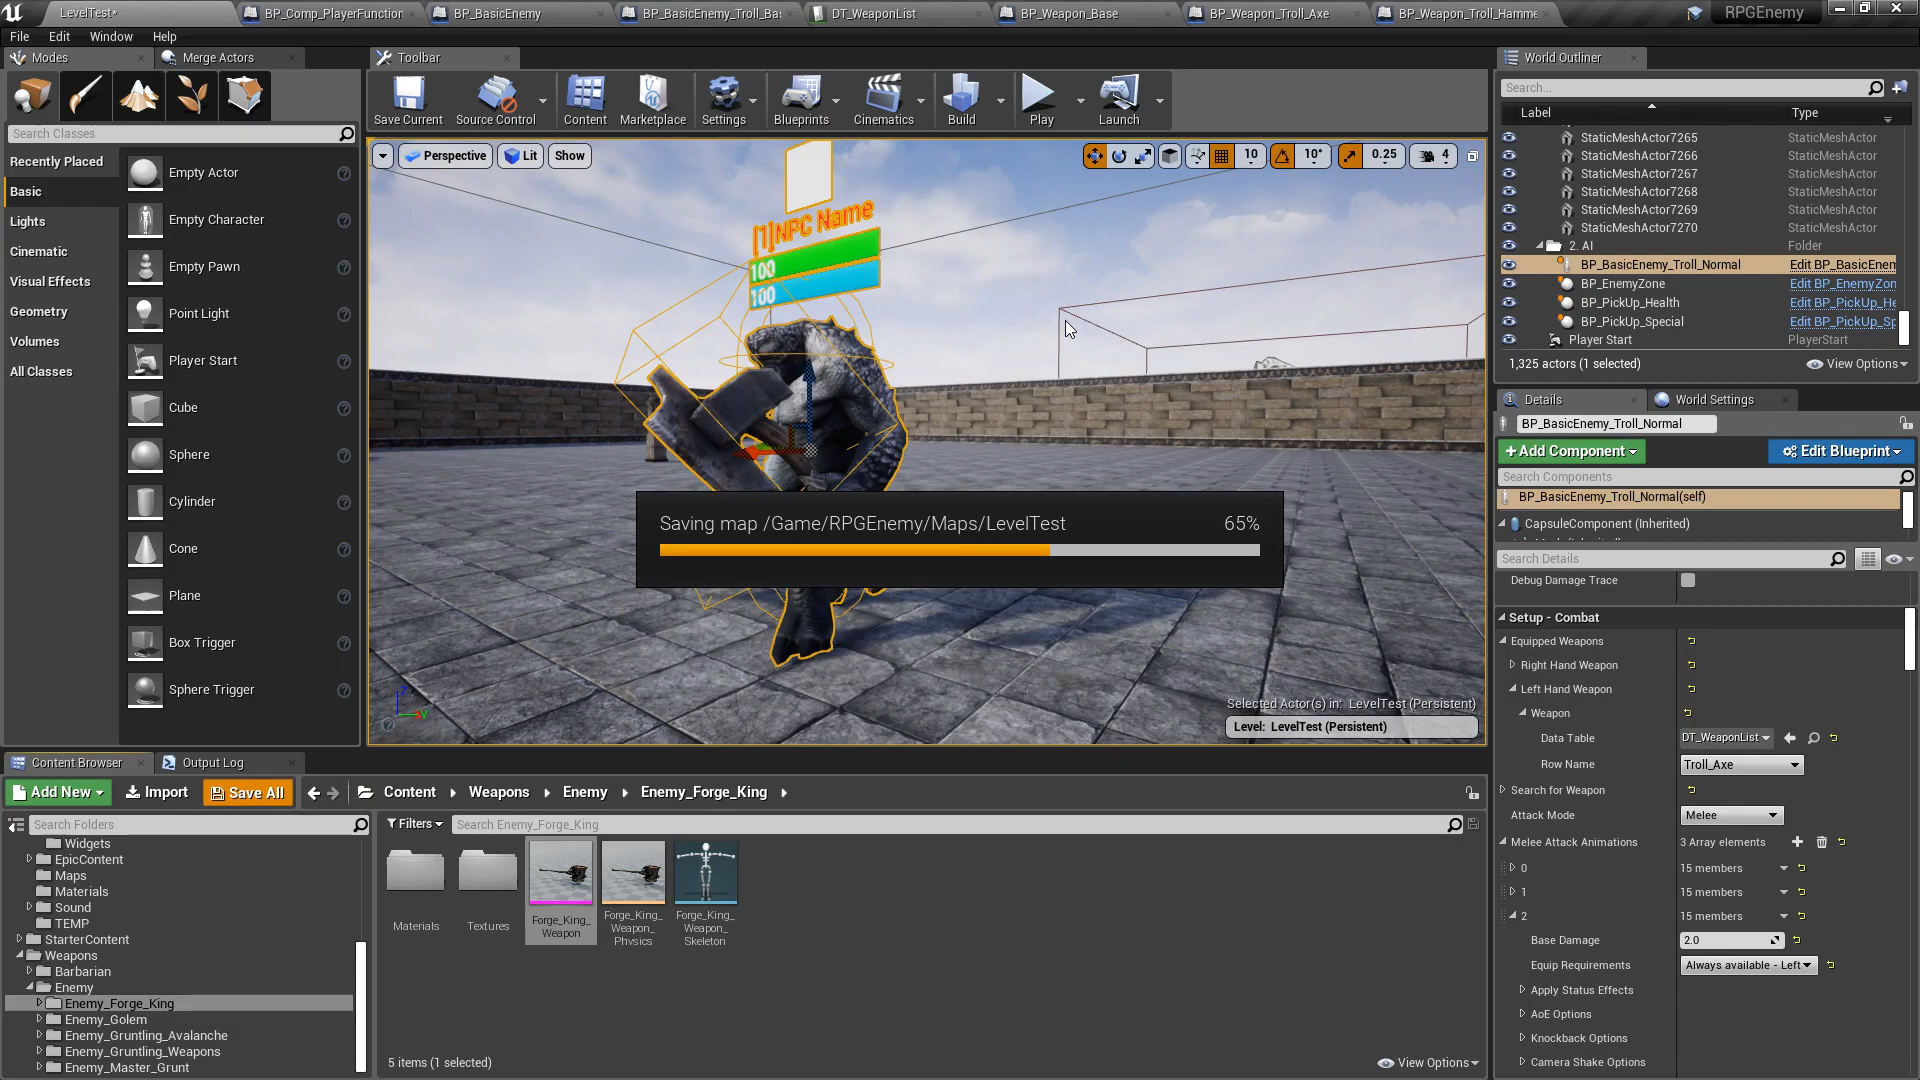 LevelTest*
BP_Comp_PlayerFunction
BP_BasicEnemy
BP_BasicEnemy_Troll_Ba
DT_WeaponList
BP_Weapon_Base
BP_Weapon_Troll_Axe
BP_Weapon_Troll_Hamme
RPGEnemy
File
Edit
Window
Help
Modes
Merge Actors
Search Classes
Recently Placed
Basic
Lights
Cinematic
Visual Effects
Geometry
Volumes
All Classes
Empty Actor
Empty Character
Empty Pawn
Point Light
Player Start
Cube
Sphere
Cylinder
Cone
Plane
Box Trigger
Sphere Trigger
Toolbar
Save Current
Source Control
Content
Marketplace
Settings
Blueprints
Cinematics
Build
Play
Launch
Perspective
Lit
Show
10
10°
0.25
4
[1]NPC Name
100
100
Saving map /Game/RPGEnemy/Maps/LevelTest
65%
Selected Actor(s) in: LevelTest (Persistent)
Level: LevelTest (Persistent)
World Outliner
Search...
Label
Type
StaticMeshActor7265 StaticMeshActor
StaticMeshActor7266 StaticMeshActor
StaticMeshActor7267 StaticMeshActor
StaticMeshActor7268 StaticMeshActor
StaticMeshActor7269 StaticMeshActor
StaticMeshActor7270 StaticMeshActor
2. AI Folder
BP_BasicEnemy_Troll_Normal Edit BP_BasicEnem
BP_EnemyZone Edit BP_EnemyZon
BP_PickUp_Health Edit BP_PickUp_He
BP_PickUp_Special Edit BP_PickUp_Sp
Player Start PlayerStart
1,325 actors (1 selected)
View Options
Details
World Settings
BP_BasicEnemy_Troll_Normal
+Add Component
Edit Blueprint
Search Components
BP_BasicEnemy_Troll_Normal(self)
CapsuleComponent (Inherited)
Search Details
Debug Damage Trace
Setup - Combat
Equipped Weapons
Right Hand Weapon
Left Hand Weapon
Weapon
Data Table DT_WeaponList
Row Name Troll_Axe
Search for Weapon
Attack Mode Melee
Melee Attack Animations 3 Array elements
0 15 members
1 15 members
2 15 members
Base Damage 2.0
Equip Requirements Always available - Left
Apply Status Effects
AoE Options
Knockback Options
Camera Shake Options
Content Browser
Output Log
Add New
Import
Save All
Content
Weapons
Enemy
Enemy_Forge_King
Search Folders
Widgets
EpicContent
Maps
Materials
Sound
TEMP
StarterContent
Weapons
Barbarian
Enemy
Enemy_Forge_King
Enemy_Golem
Enemy_Gruntling_Avalanche
Enemy_Gruntling_Weapons
Enemy_Master_Grunt
Filters
Search Enemy_Forge_King
Materials
Textures
Forge_King_
Weapon
Forge_King_
Weapon_
Physics
Forge_King_
Weapon_
Skeleton
5 items (1 selected)
View Options